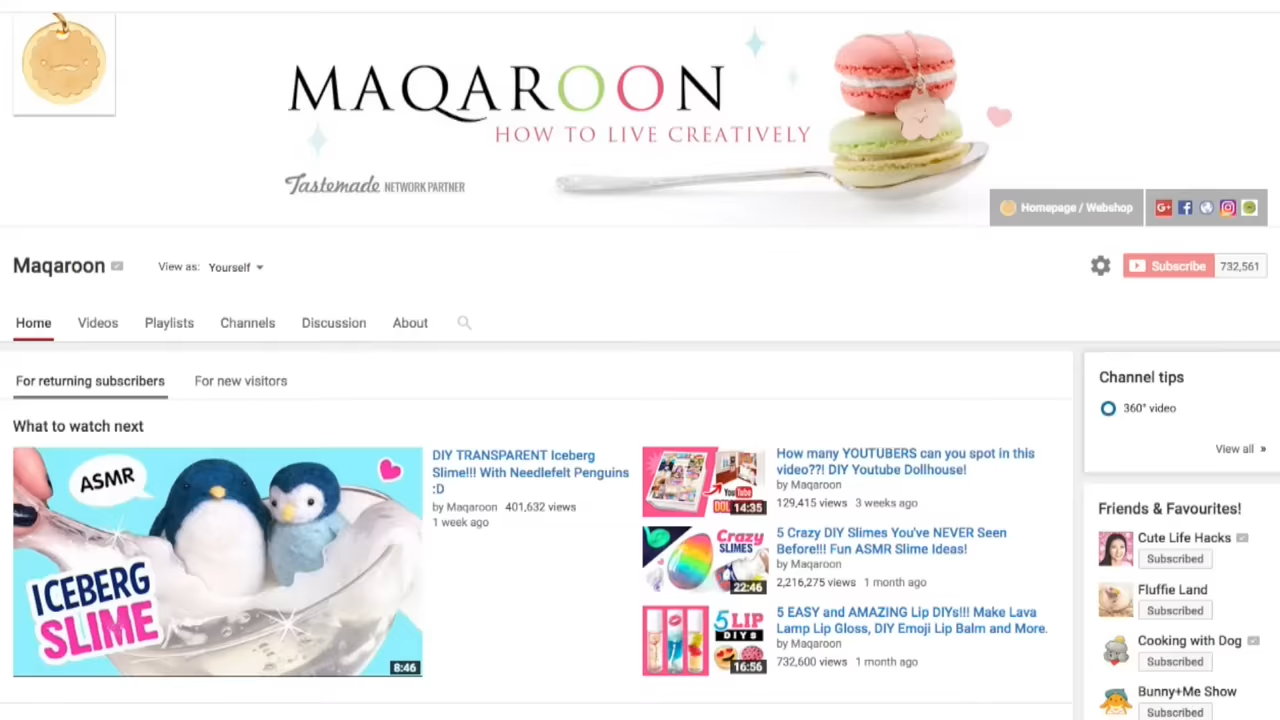 MAQAROON
HOW TO LIVE CREATIVELY
Tastemade NETWORK PARTNER
Homepage / Webshop
G+
Maqaroon
View as: Yourself
Subscribe 732,561
Home Videos Playlists Channels Discussion About
For returning subscribers For new visitors
What to watch next
ASMR
ICEBERG
SLIME
8:46
DIY TRANSPARENT Iceberg
Slime!!! With Needlefelt Penguins
:D
by Maqaroon 401,632 views
1 week ago
YouTube
DOL
14:35
How many YOUTUBERS can you spot in this
video??! DIY Youtube Dollhouse!
by Maqaroon
129,415 views 3 weeks ago
Crazy
SLIMES
22:46
5 Crazy DIY Slimes You've NEVER Seen
Before!!! Fun ASMR Slime Ideas!
by Maqaroon
2,216,275 views 1 month ago
5 LIP
DIYS
16:56
5 EASY and AMAZING Lip DIYs!!! Make Lava
Lamp Lip Gloss, DIY Emoji Lip Balm and More.
by Maqaroon
732,600 views 1 month ago
Channel tips
360° video
View all »
Friends & Favourites!
Cute Life Hacks
Subscribed
Fluffie Land
Subscribed
Cooking with Dog
Subscribed
Bunny+Me Show
Subscribed